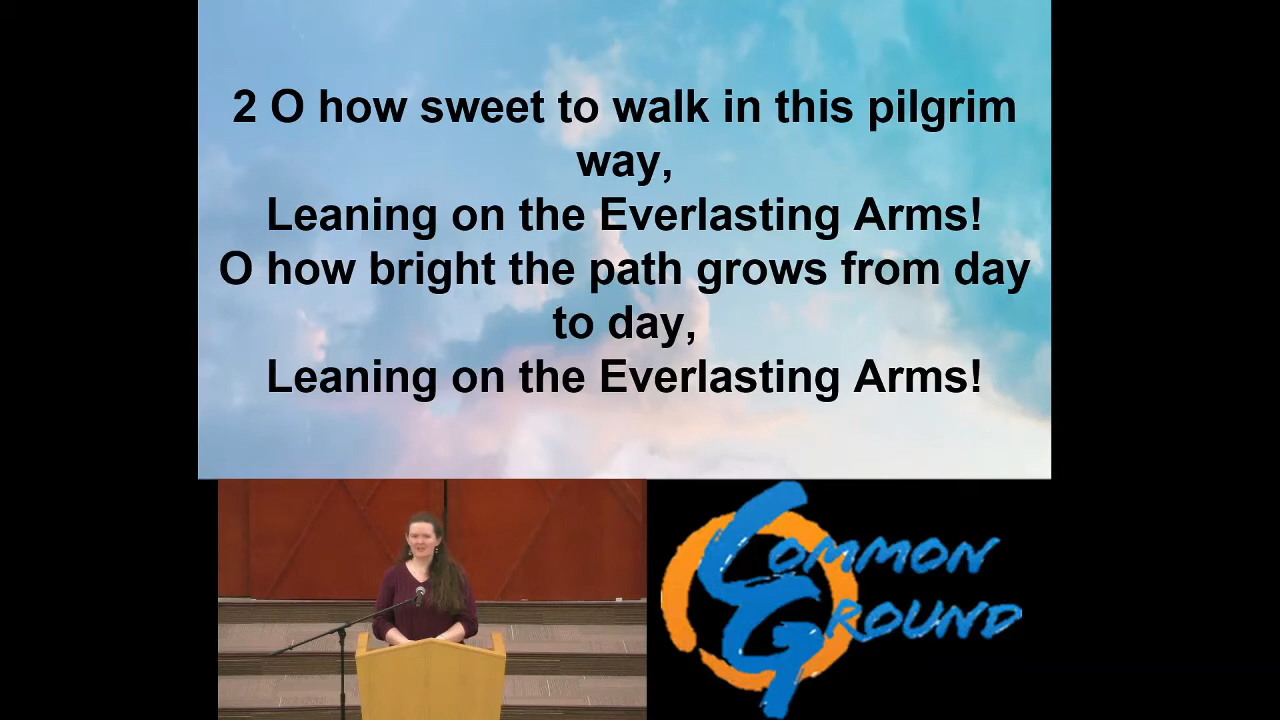 2 O how sweet to walk in this pilgrim
way,
Leaning on the Everlasting Arms!
O how bright the path grows from day
to day,
Leaning on the Everlasting Arms!
COMMON
GROUND